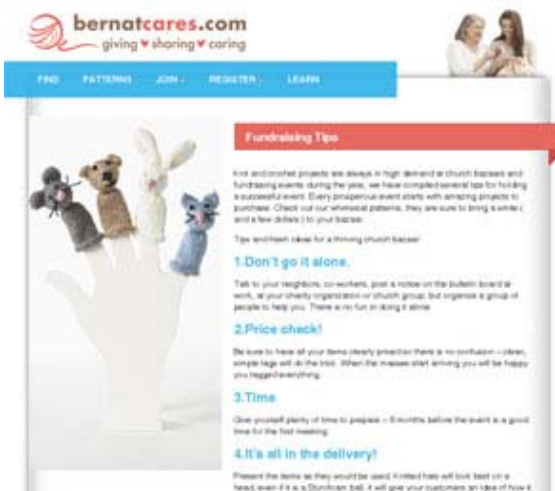 bernatcares.com
giving sharing caring
FIND PATTERNS JOIN REGISTER LEARN
Fundraising Tips
Knit and crochet projects are always in high demand at church bazaars and
fundraising events during the year, we have compiled several tips for holding
a successful event. Every prosperous event starts with amazing projects to
purchase. Check out our whimsical patterns, they are sure to bring a smile (
and a few dollars ) to your bazaar.
Tips and fresh ideas for a thriving church bazaar:
1.Don't go it alone.
Talk to your neighbors, co-workers, post a notice on the bulletin board at
work, at your charity organization or church group, but organise a group of
people to help you. There is no fun in doing it alone
2.Price check!
Be sure to have all your items clearly priced so there is no confusion – clean,
simple tags will do the trick. When the masses start arriving you will be happy
you tagged everything.
3.Time
Give yourself plenty of time to prepare – 6 months before the event is a good
time for the first meeting.
4.It's all in the delivery!
Present the items as they would be used. Knitted hats will look best on a
head, even if it is a Styrofoam ball, it will give your customers an idea of how it